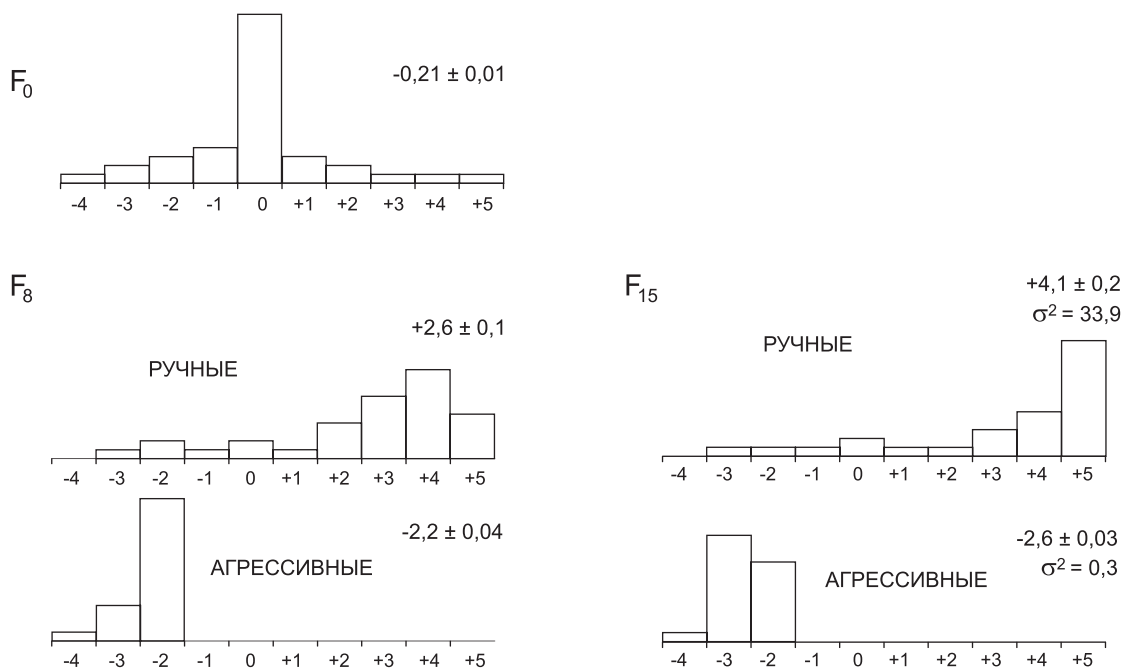 F0
-0,21 ± 0,01
-4 -3 -2 -1 0 +1 +2 +3 +4 +5
F8
+2,6 ± 0,1
РУЧНЫЕ
-4 -3 -2 -1 0 +1 +2 +3 +4 +5
-2,2 ± 0,04
АГРЕССИВНЫЕ
-4 -3 -2 -1 0 +1 +2 +3 +4 +5
F15
+4,1 ± 0,2
σ² = 33,9
РУЧНЫЕ
-4 -3 -2 -1 0 +1 +2 +3 +4 +5
-2,6 ± 0,03
σ² = 0,3
АГРЕССИВНЫЕ
-4 -3 -2 -1 0 +1 +2 +3 +4 +5